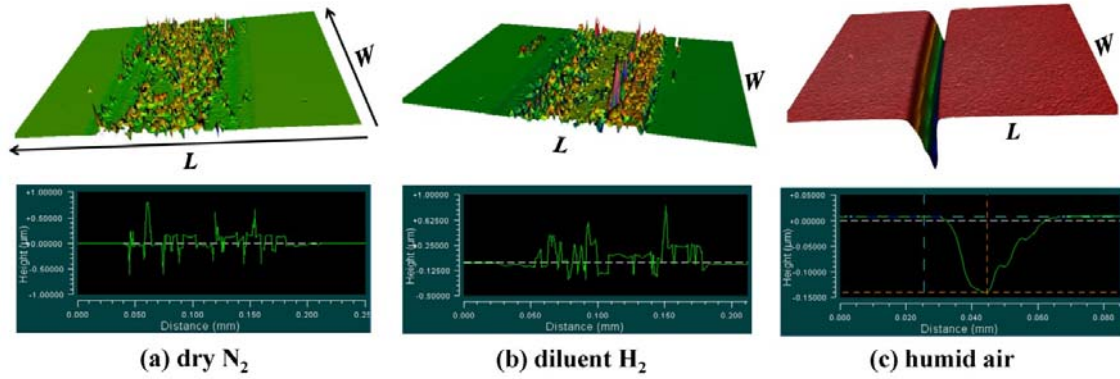 W
L
W
L
W
L
+1.00000
+0.50000
+0.00000
-0.50000
-1.00000
Height (µm)
0.000 0.050 0.100 0.150 0.200 0.25
Distance (mm)
(a) dry N₂
+1.00000
+0.62500
+0.25000
-0.12500
-0.50000
Height (µm)
0.000 0.050 0.100 0.150 0.200
Distance (mm)
(b) diluent H₂
+0.05000
+0.00000
-0.05000
-0.10000
-0.15000
Height (µm)
0.000 0.020 0.040 0.060 0.080
Distance (mm)
(c) humid air